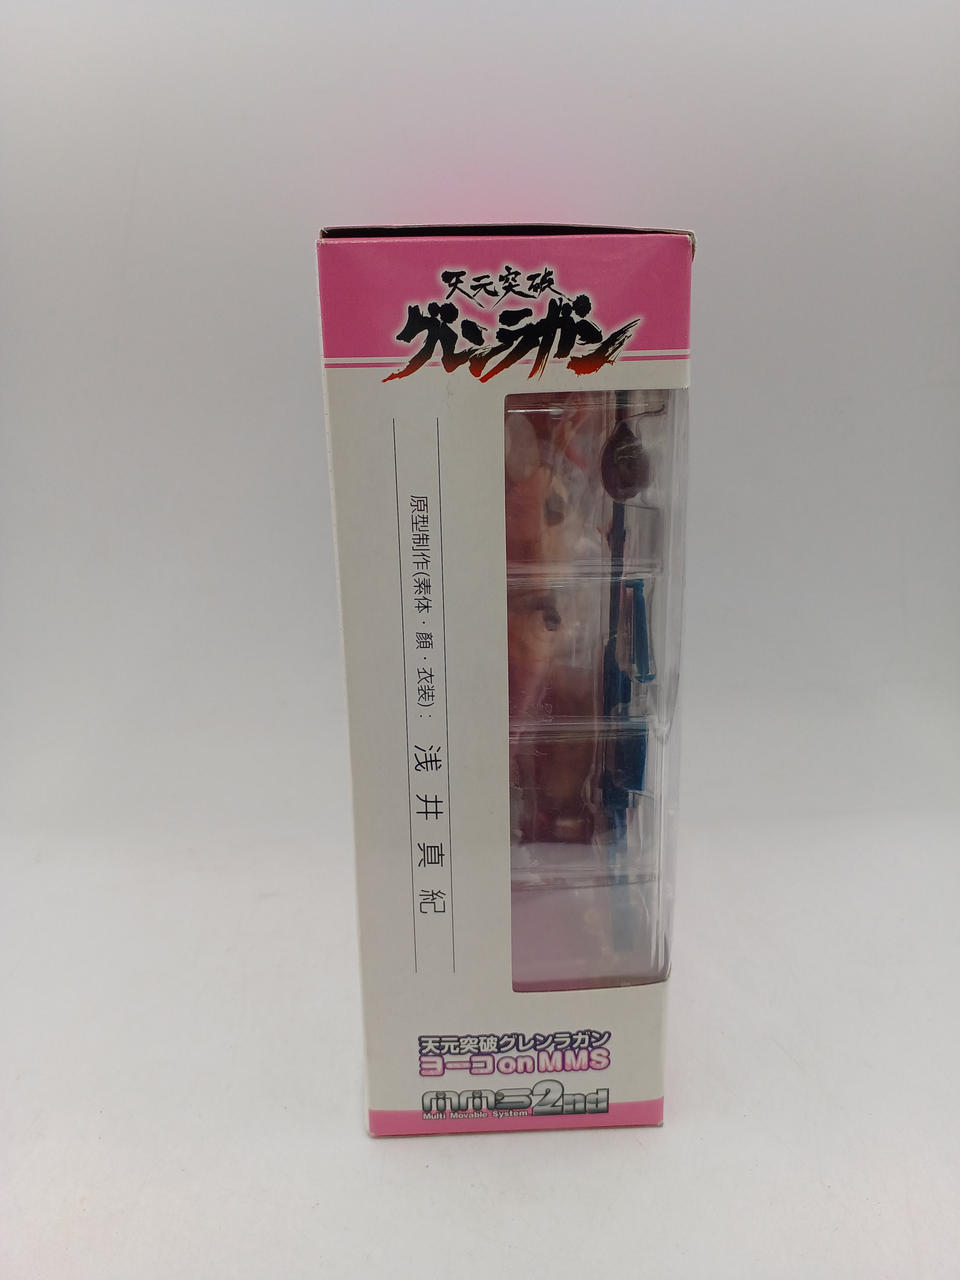 天元突破
グレンラガン
原型制作(素体・顔・衣装): 浅井真紀
天元突破グレンラガン
ヨーコ on MMS
MMS 2nd
Multi Movable System